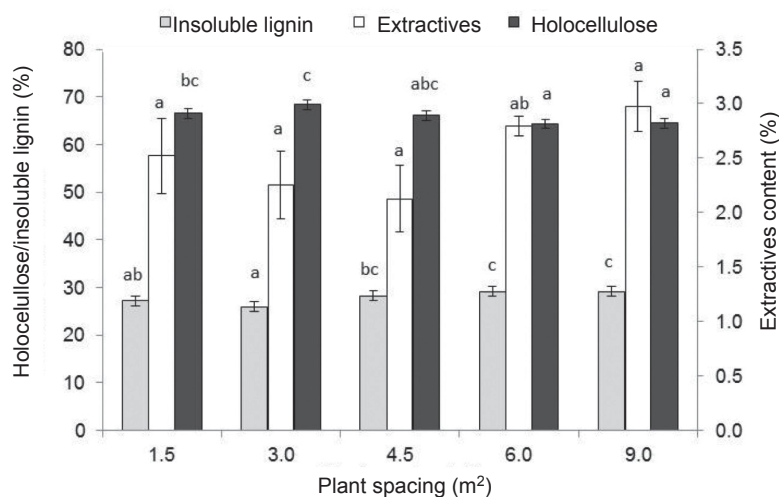 Insoluble lignin Extractives Holocellulose
Holocelullose/insoluble lignin (%)
80
70
60
50
40
30
20
10
0
3.5
3.0
2.5
2.0
1.5
1.0
0.5
0.0
Extractives content (%)
ab a bc
a a c
bc a abc
c ab a
c a a
1.5 3.0 4.5 6.0 9.0
Plant spacing (m²)